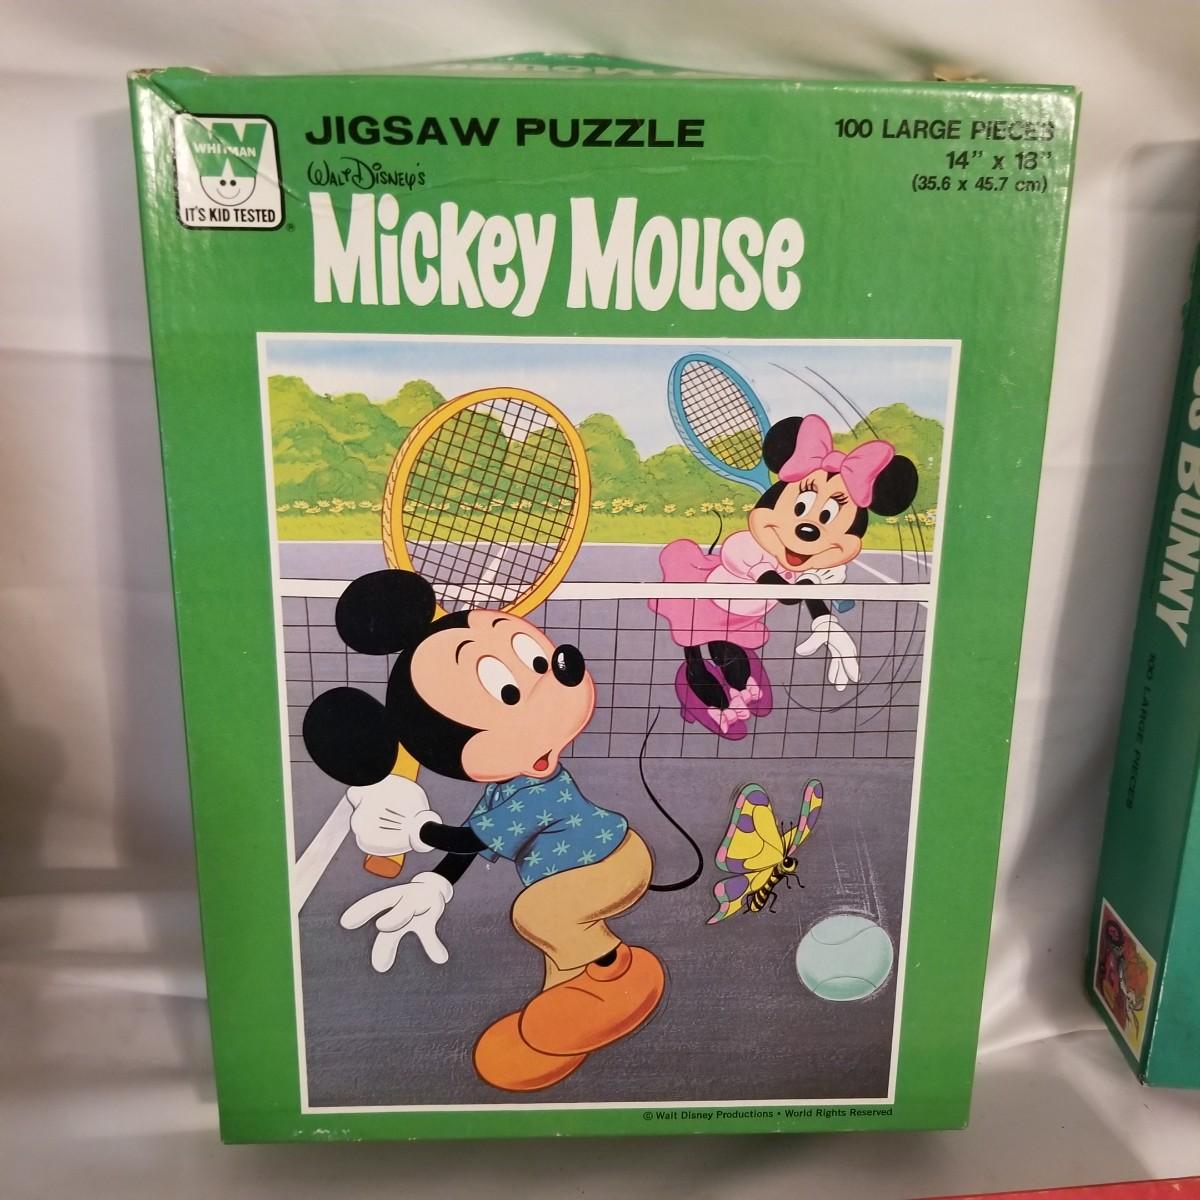 WHITMAN
IT'S KID TESTED
®
JIGSAW PUZZLE
WALT DISNEY'S
MICKEY MOUSE
100 LARGE PIECES
14" x 18"
(35.6 x 45.7 cm)
© Walt Disney Productions • World Rights Reserved
BUNNY
100 LARGE PIECES